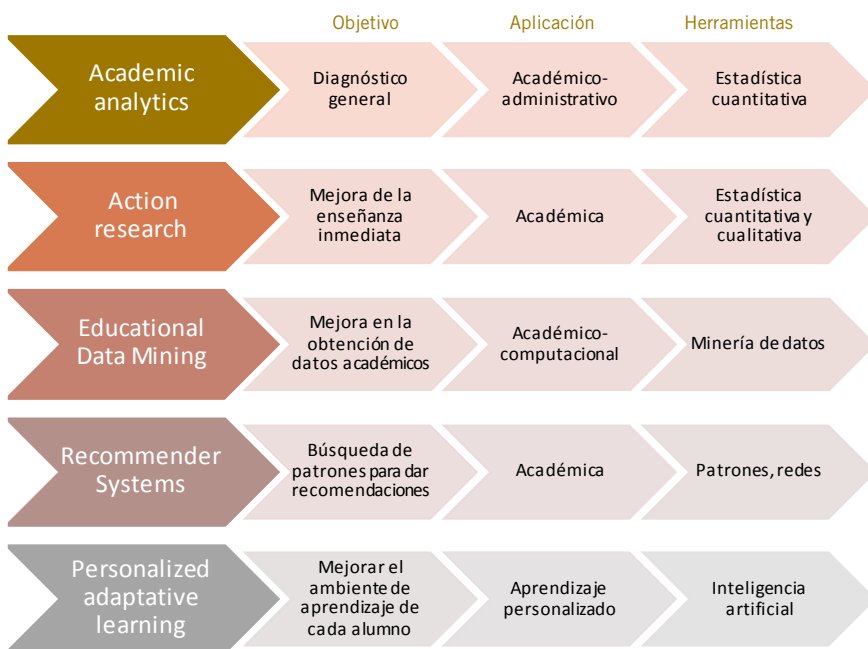 Objetivo
Aplicación
Herramientas
Academic
analytics
Diagnóstico
general
Académico-
administrativo
Estadística
cuantitativa
Action
research
Mejora de la
enseñanza
inmediata
Académica
Estadística
cuantitativa y
cualitativa
Educational
Data Mining
Mejora en la
obtención de
datos académicos
Académico-
computacional
Minería de datos
Recommender
Systems
Búsqueda de
patrones para dar
recomendaciones
Académica
Patrones, redes
Personalized
adaptative
learning
Mejorar el
ambiente de
aprendizaje de
cada alumno
Aprendizaje
personalizado
Inteligencia
artificial